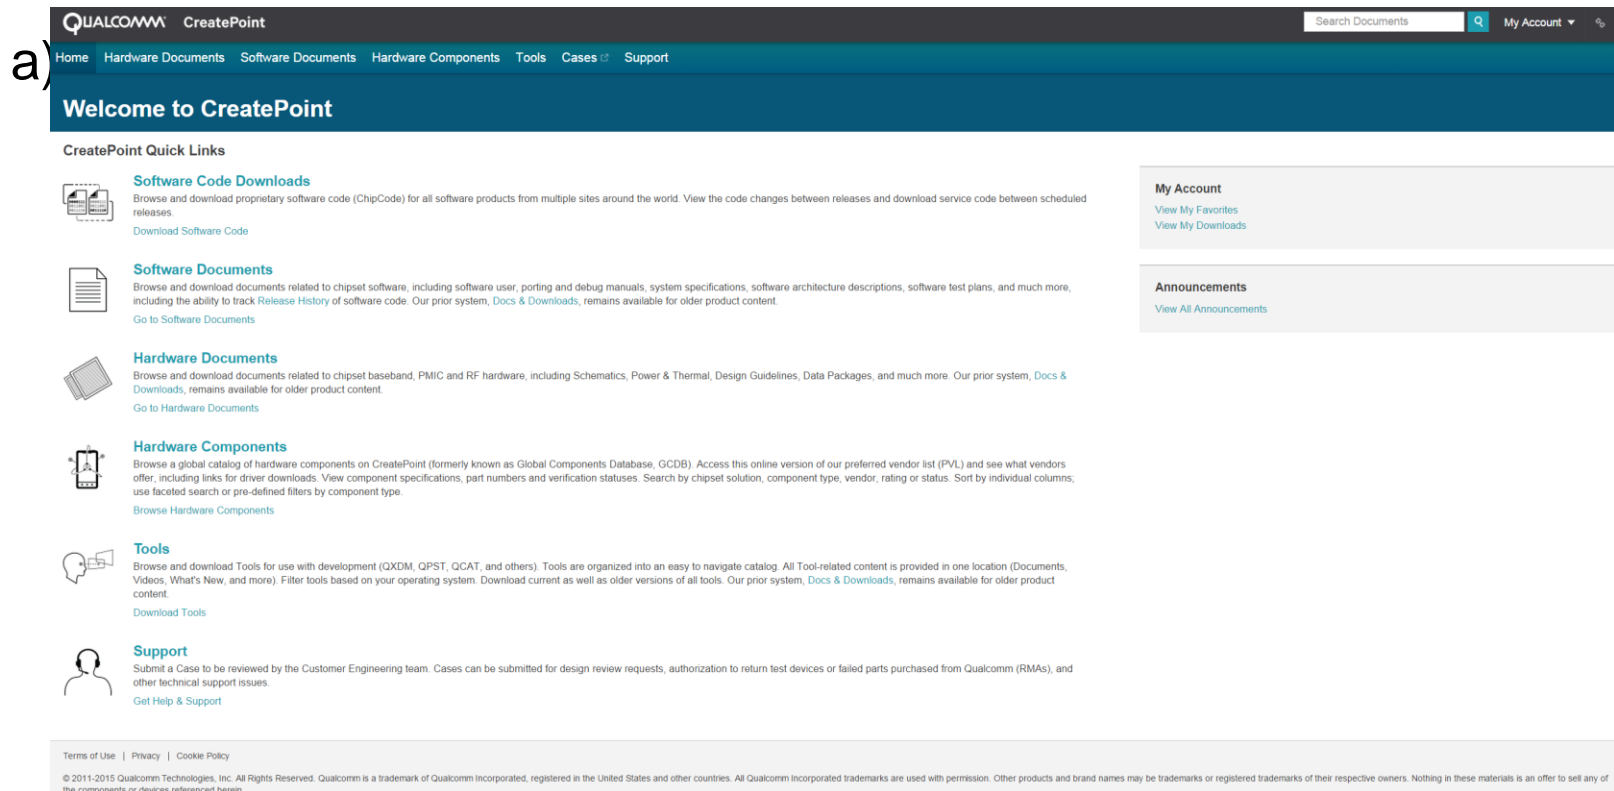 QUALCOMM CreatePoint
Search Documents
My Account
a)
Home Hardware Documents Software Documents Hardware Components Tools Cases Support
Welcome to CreatePoint
CreatePoint Quick Links
Software Code Downloads
Browse and download proprietary software code (ChipCode) for all software products from multiple sites around the world. View the code changes between releases and download service code between scheduled
releases.
Download Software Code
Software Documents
Browse and download documents related to chipset software, including software user, porting and debug manuals, system specifications, software architecture descriptions, software test plans, and much more,
including the ability to track Release History of software code. Our prior system, Docs & Downloads, remains available for older product content.
Go to Software Documents
Hardware Documents
Browse and download documents related to chipset baseband, PMIC and RF hardware, including Schematics, Power & Thermal, Design Guidelines, Data Packages, and much more. Our prior system, Docs &
Downloads, remains available for older product content.
Go to Hardware Documents
Hardware Components
Browse a global catalog of hardware components on CreatePoint (formerly known as Global Components Database, GCDB). Access this online version of our preferred vendor list (PVL) and see what vendors
offer, including links for driver downloads. View component specifications, part numbers and verification statuses. Search by chipset solution, component type, vendor, rating or status. Sort by individual columns;
use faceted search or pre-defined filters by component type.
Browse Hardware Components
Tools
Browse and download Tools for use with development (QXDM, QPST, QCAT, and others). Tools are organized into an easy to navigate catalog. All Tool-related content is provided in one location (Documents,
Videos, What's New, and more). Filter tools based on your operating system. Download current as well as older versions of all tools. Our prior system, Docs & Downloads, remains available for older product
content.
Download Tools
Support
Submit a Case to be reviewed by the Customer Engineering team. Cases can be submitted for design review requests, authorization to return test devices or failed parts purchased from Qualcomm (RMAs), and
other technical support issues.
Get Help & Support
My Account
View My Favorites
View My Downloads
Announcements
View All Announcements
Terms of Use | Privacy | Cookie Policy
© 2011-2015 Qualcomm Technologies, Inc. All Rights Reserved. Qualcomm is a trademark of Qualcomm Incorporated, registered in the United States and other countries. All Qualcomm Incorporated trademarks are used with permission. Other products and brand names may be trademarks or registered trademarks of their respective owners. Nothing in these materials is an offer to sell any of
the components or devices referenced herein.